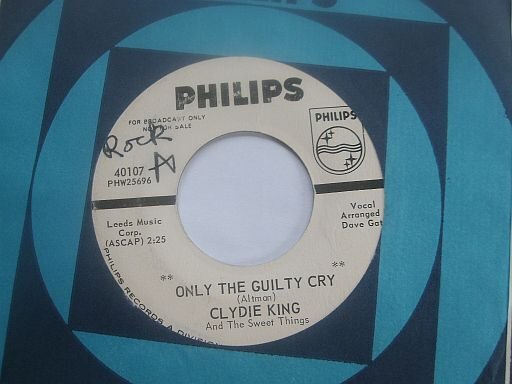 PHILIPS
FOR BROADCAST ONLY
NOT FOR SALE
PHILIPS
Rock
40107
PHW25696
Leeds Music
Corp.
(ASCAP) 2:25
Vocal
Arranged
Dave Gat
** ONLY THE GUILTY CRY **
(Altman)
CLYDIE KING
And The Sweet Things
PHILIPS RECORDS A DIVISION